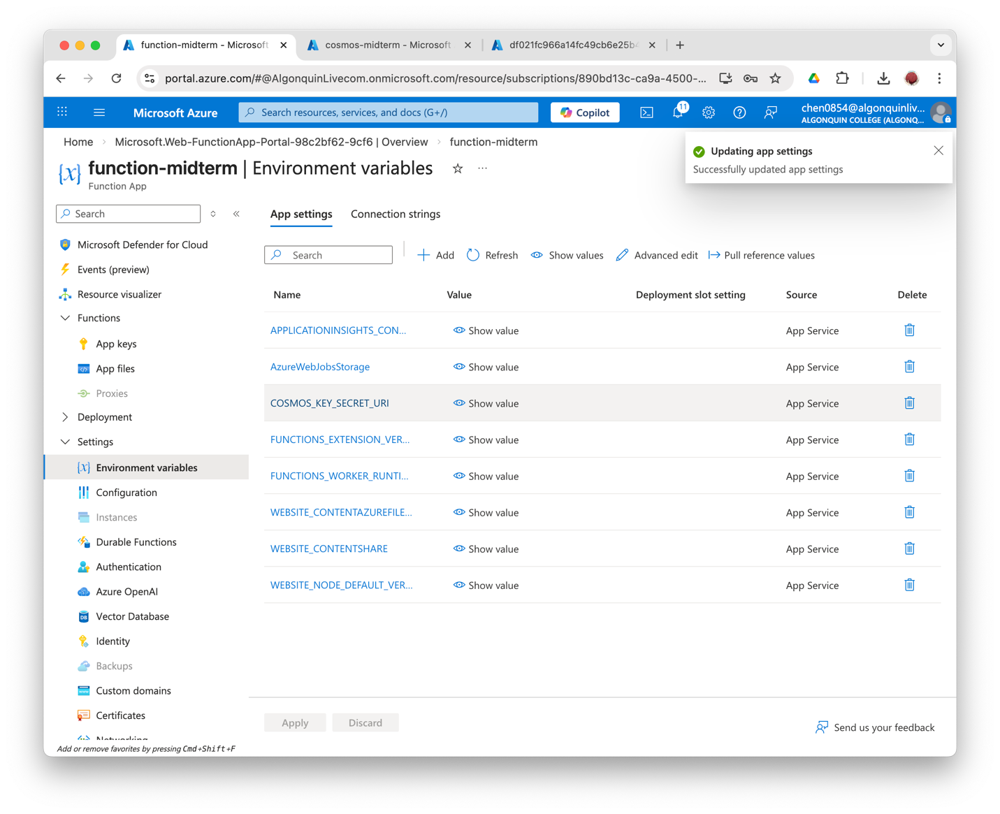 function-midterm - Microsoft
cosmos-midterm - Microsoft
df021fc966a14fc49cb6e25b4
portal.azure.com/#@AlgonquinLivecom.onmicrosoft.com/resource/subscriptions/890bd13c-ca9a-4500-...
Microsoft Azure
Search resources, services, and docs (G+/)
Copilot
11
chen0854@algonquinliv...
ALGONQUIN COLLEGE (ALGONQ...
Home > Microsoft.Web-FunctionApp-Portal-98c2bf62-9cf6 | Overview > function-midterm
Updating app settings
Successfully updated app settings
{x} function-midterm | Environment variables
Function App
Search
App settings
Connection strings
Search
Add
Refresh
Show values
Advanced edit
Pull reference values
Microsoft Defender for Cloud
Events (preview)
Resource visualizer
Functions
App keys
App files
Proxies
Deployment
Settings
{x} Environment variables
Configuration
Instances
Durable Functions
Authentication
Azure OpenAI
DB Vector Database
Identity
Backups
www Custom domains
Certificates
Networking
Add or remove favorites by pressing Cmd+Shift+F
Name Value Deployment slot setting Source Delete
APPLICATIONINSIGHTS_CON... Show value App Service
AzureWebJobsStorage Show value App Service
COSMOS_KEY_SECRET_URI Show value App Service
FUNCTIONS_EXTENSION_VER... Show value App Service
FUNCTIONS_WORKER_RUNTI... Show value App Service
WEBSITE_CONTENTAZUREFILE... Show value App Service
WEBSITE_CONTENTSHARE Show value App Service
WEBSITE_NODE_DEFAULT_VER... Show value App Service
Apply
Discard
Send us your feedback